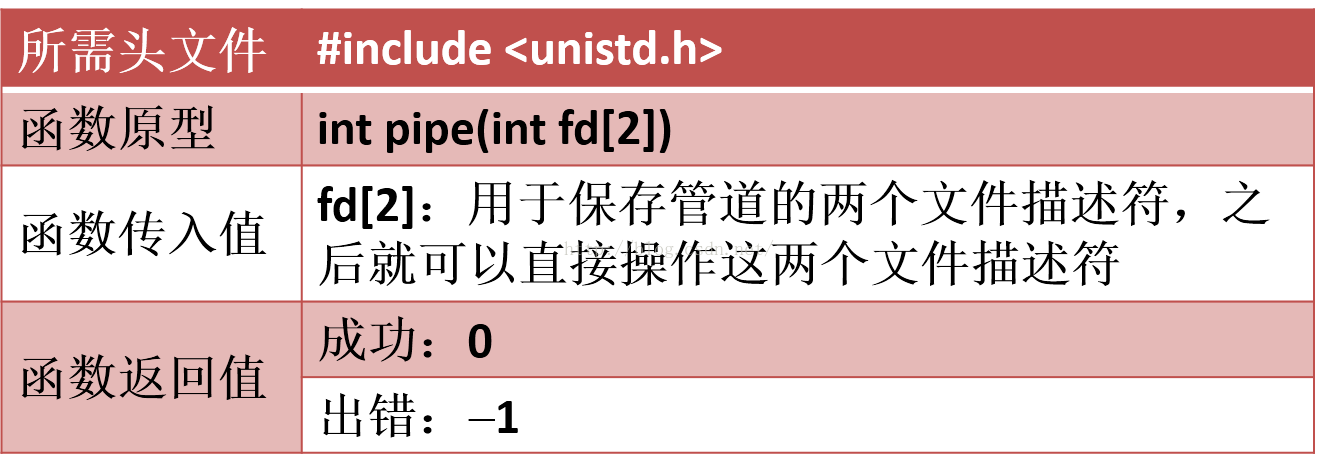 所需头文件 #include <unistd.h>
函数原型 int pipe(int fd[2])
函数传入值 fd[2]：用于保存管道的两个文件描述符，之
后就可以直接操作这两个文件描述符
函数返回值 成功：0
出错：–1